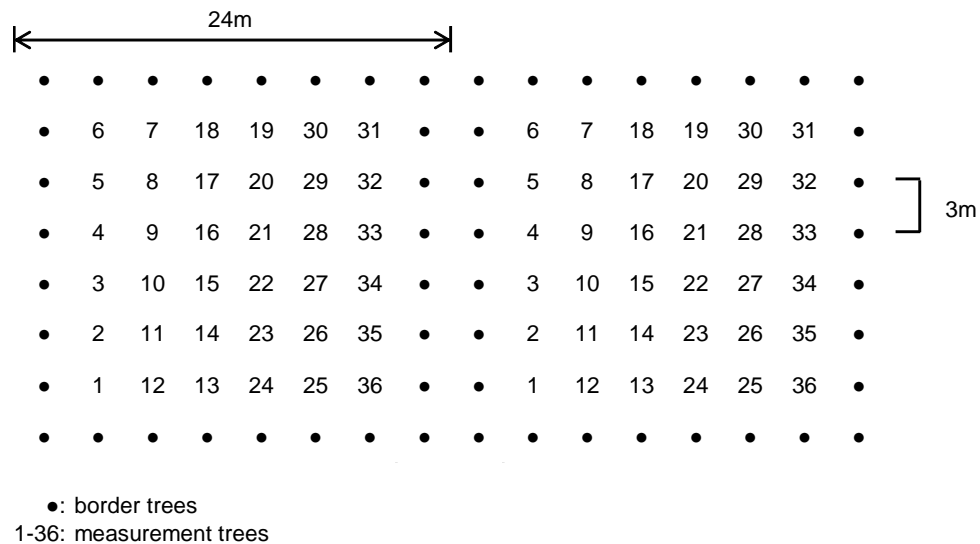 24m
● ● ● ● ● ● ● ● ● ● ● ● ● ● ● ●
● 6 7 18 19 30 31 ● ● 6 7 18 19 30 31 ●
● 5 8 17 20 29 32 ● ● 5 8 17 20 29 32 ●
● 4 9 16 21 28 33 ● ● 4 9 16 21 28 33 ●
3m
● 3 10 15 22 27 34 ● ● 3 10 15 22 27 34 ●
● 2 11 14 23 26 35 ● ● 2 11 14 23 26 35 ●
● 1 12 13 24 25 36 ● ● 1 12 13 24 25 36 ●
● ● ● ● ● ● ● ● ● ● ● ● ● ● ● ●
●: border trees
1-36: measurement trees